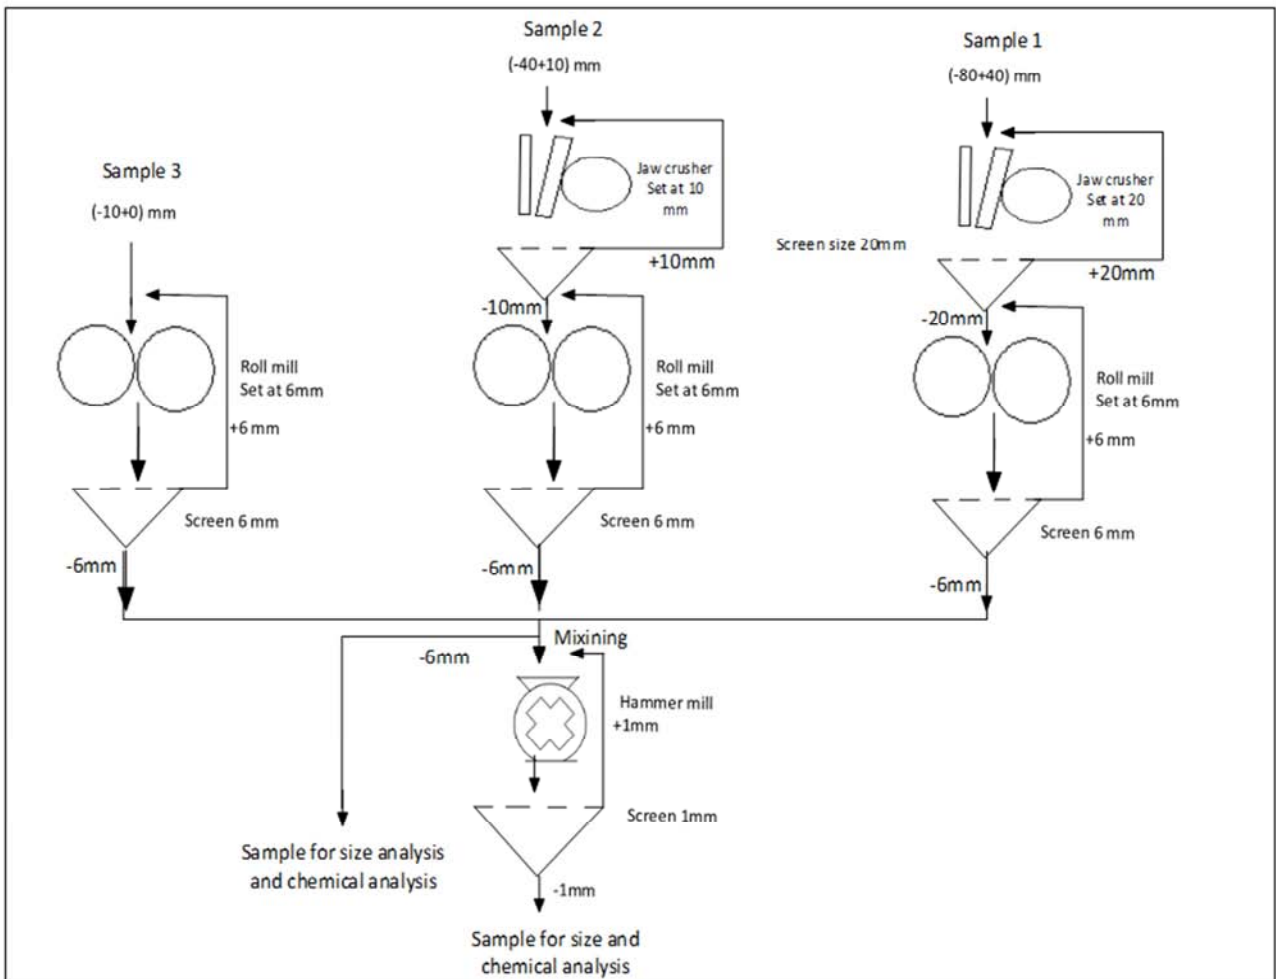 Sample 2
(-40+10) mm
Sample 1
(-80+40) mm
Sample 3
(-10+0) mm
Jaw crusher
Set at 10
mm
Jaw crusher
Set at 20
mm
Screen size 20mm
+10mm
+20mm
-10mm
-20mm
Roll mill
Set at 6mm
+6 mm
Roll mill
Set at 6mm
+6 mm
Roll mill
Set at 6mm
+6 mm
Screen 6 mm
Screen 6 mm
Screen 6 mm
-6mm
-6mm
-6mm
Mixining
-6mm
Hammer mill
+1mm
Screen 1mm
Sample for size analysis
and chemical analysis
-1mm
Sample for size and
chemical analysis